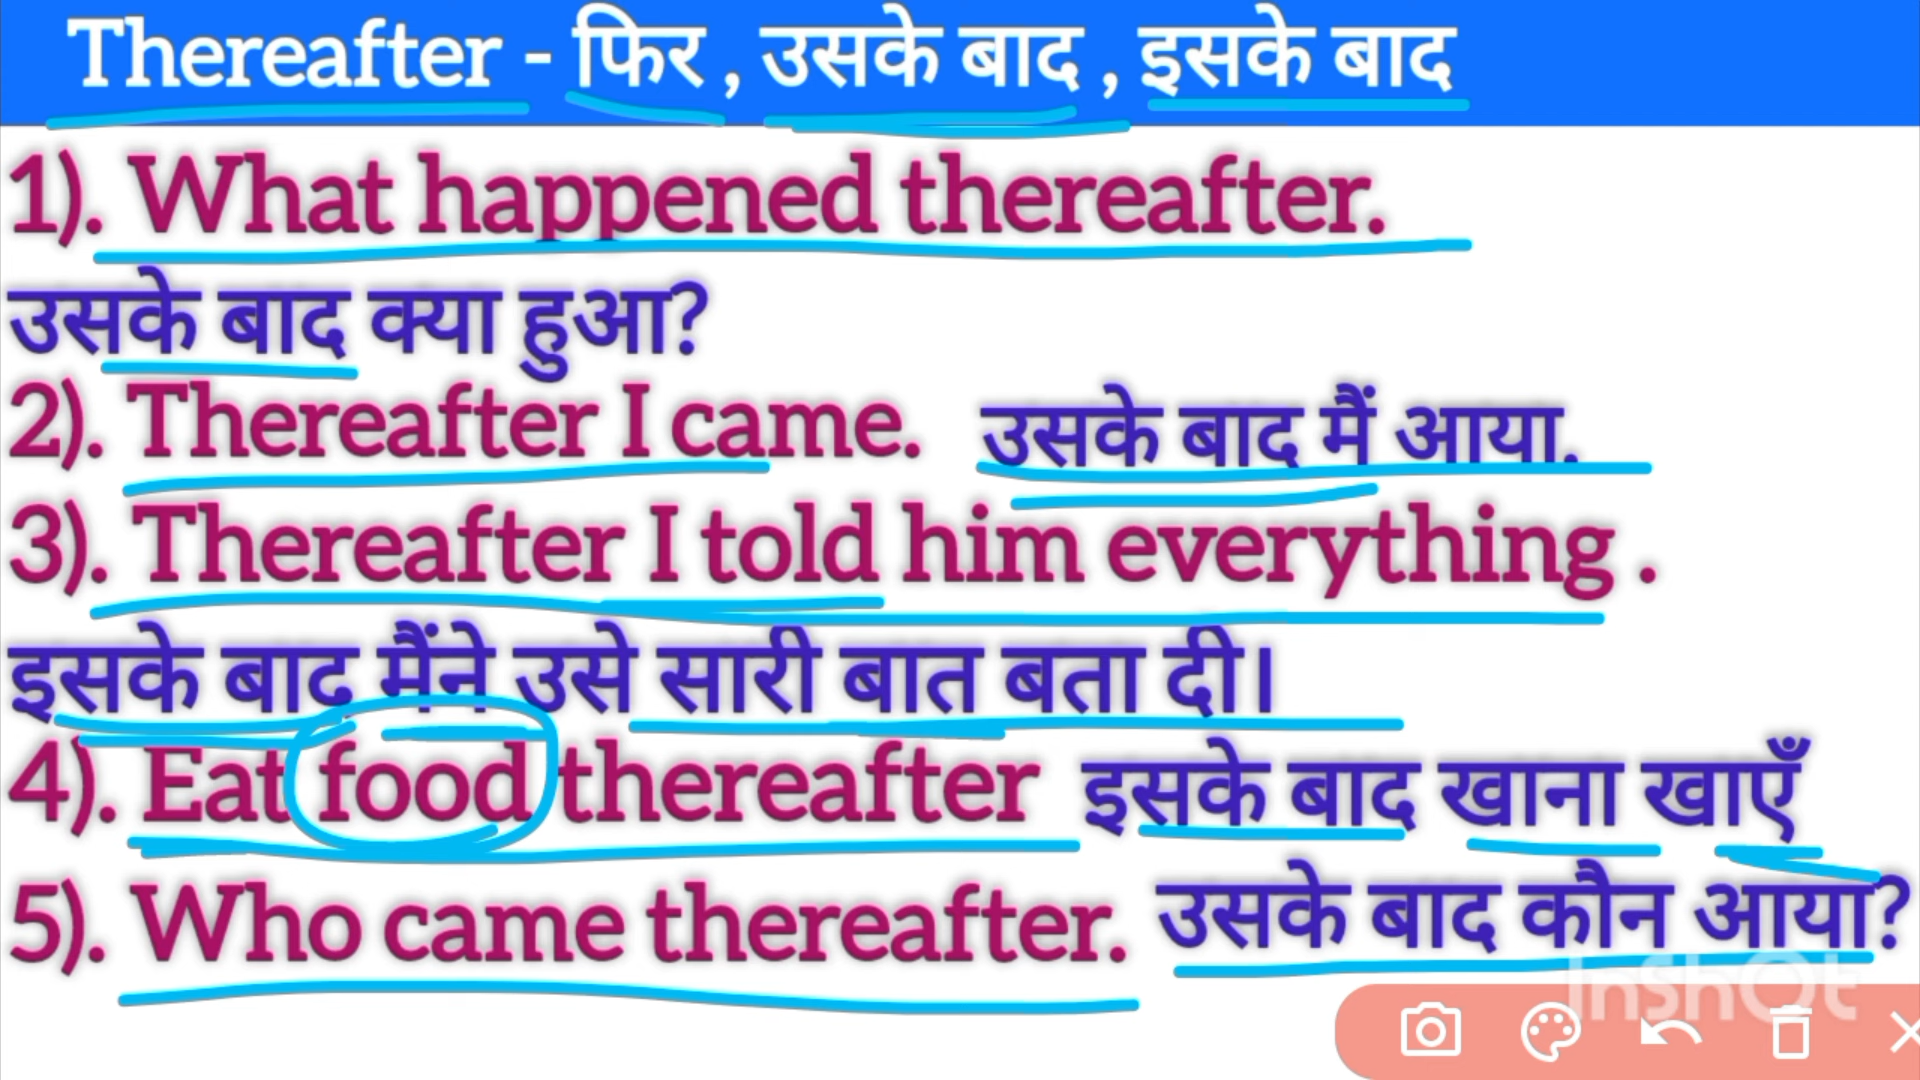 Thereafter - फिर , उसके बाद , इसके बाद
1). What happened thereafter.
उसके बाद क्या हुआ?
2). Thereafter I came. उसके बाद मैं आया.
3). Thereafter I told him everything .
इसके बाद मैंने उसे सारी बात बता दी।
4). Eat food thereafter इसके बाद खाना खाएँ
5). Who came thereafter. उसके बाद कौन आया?
InShOt